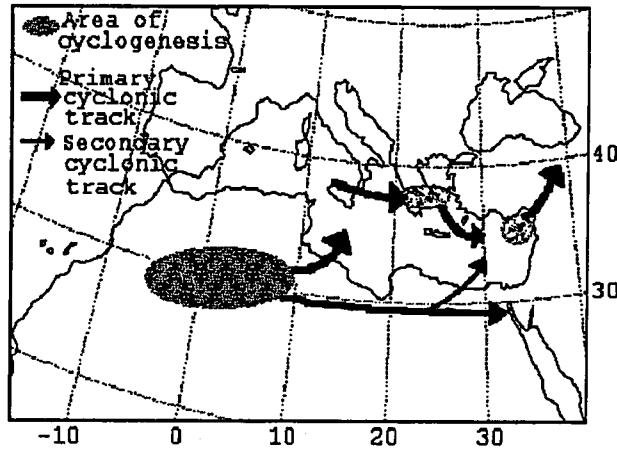 Area of
cyclogenesis
Primary
cyclonic
track
Secondary
cyclonic
track
40
30
-10 0 10 20 30